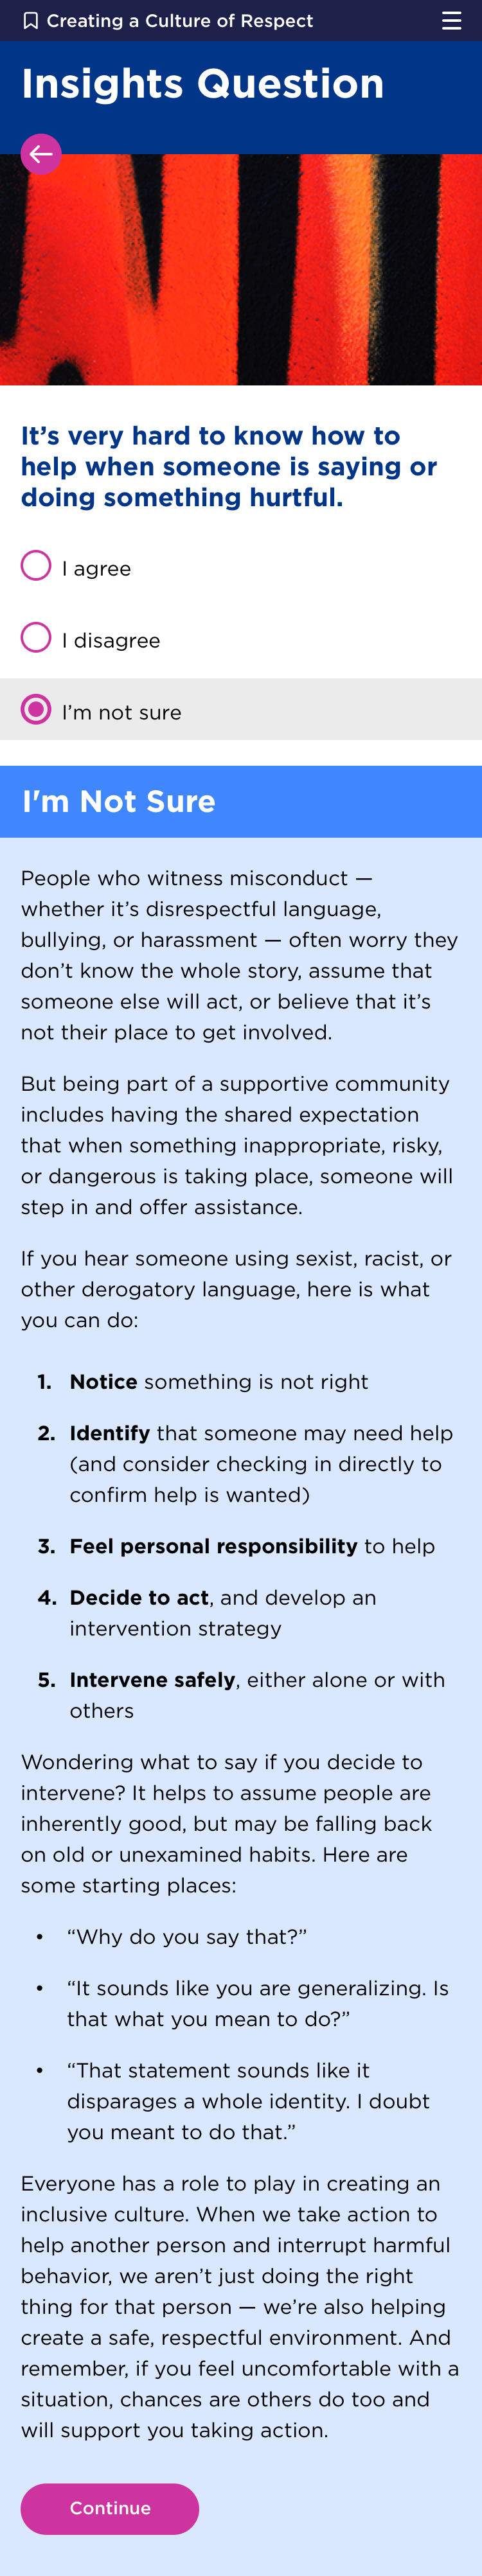 Creating a Culture of Respect
Insights Question
It’s very hard to know how to
help when someone is saying or
doing something hurtful.
I agree
I disagree
I’m not sure
I'm Not Sure
People who witness misconduct —
whether it’s disrespectful language,
bullying, or harassment — often worry they
don’t know the whole story, assume that
someone else will act, or believe that it’s
not their place to get involved.
But being part of a supportive community
includes having the shared expectation
that when something inappropriate, risky,
or dangerous is taking place, someone will
step in and offer assistance.
If you hear someone using sexist, racist, or
other derogatory language, here is what
you can do:
1. Notice something is not right
2. Identify that someone may need help
(and consider checking in directly to
confirm help is wanted)
3. Feel personal responsibility to help
4. Decide to act, and develop an
intervention strategy
5. Intervene safely, either alone or with
others
Wondering what to say if you decide to
intervene? It helps to assume people are
inherently good, but may be falling back
on old or unexamined habits. Here are
some starting places:
• “Why do you say that?”
• “It sounds like you are generalizing. Is
that what you mean to do?”
• “That statement sounds like it
disparages a whole identity. I doubt
you meant to do that.”
Everyone has a role to play in creating an
inclusive culture. When we take action to
help another person and interrupt harmful
behavior, we aren’t just doing the right
thing for that person — we’re also helping
create a safe, respectful environment. And
remember, if you feel uncomfortable with a
situation, chances are others do too and
will support you taking action.
Continue